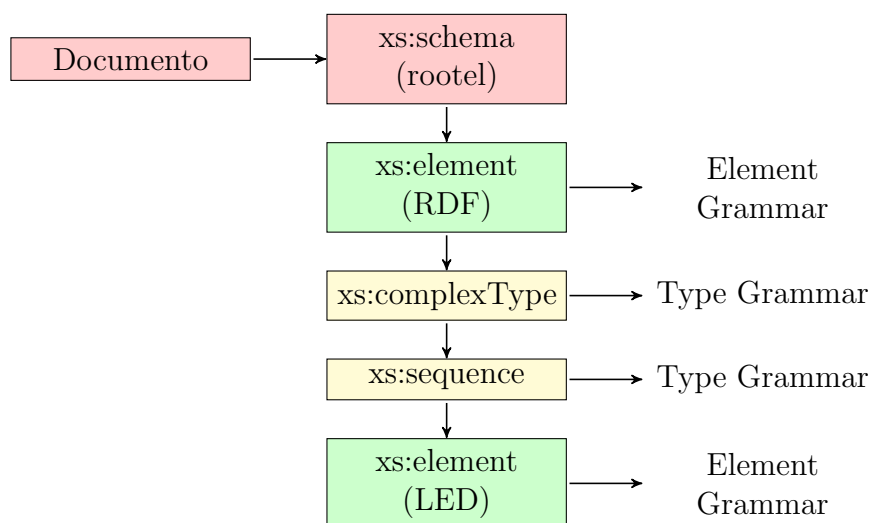 Documento
xs:schema
(rootel)
xs:element
(RDF)
Element
Grammar
xs:complexType
Type Grammar
xs:sequence
Type Grammar
xs:element
(LED)
Element
Grammar